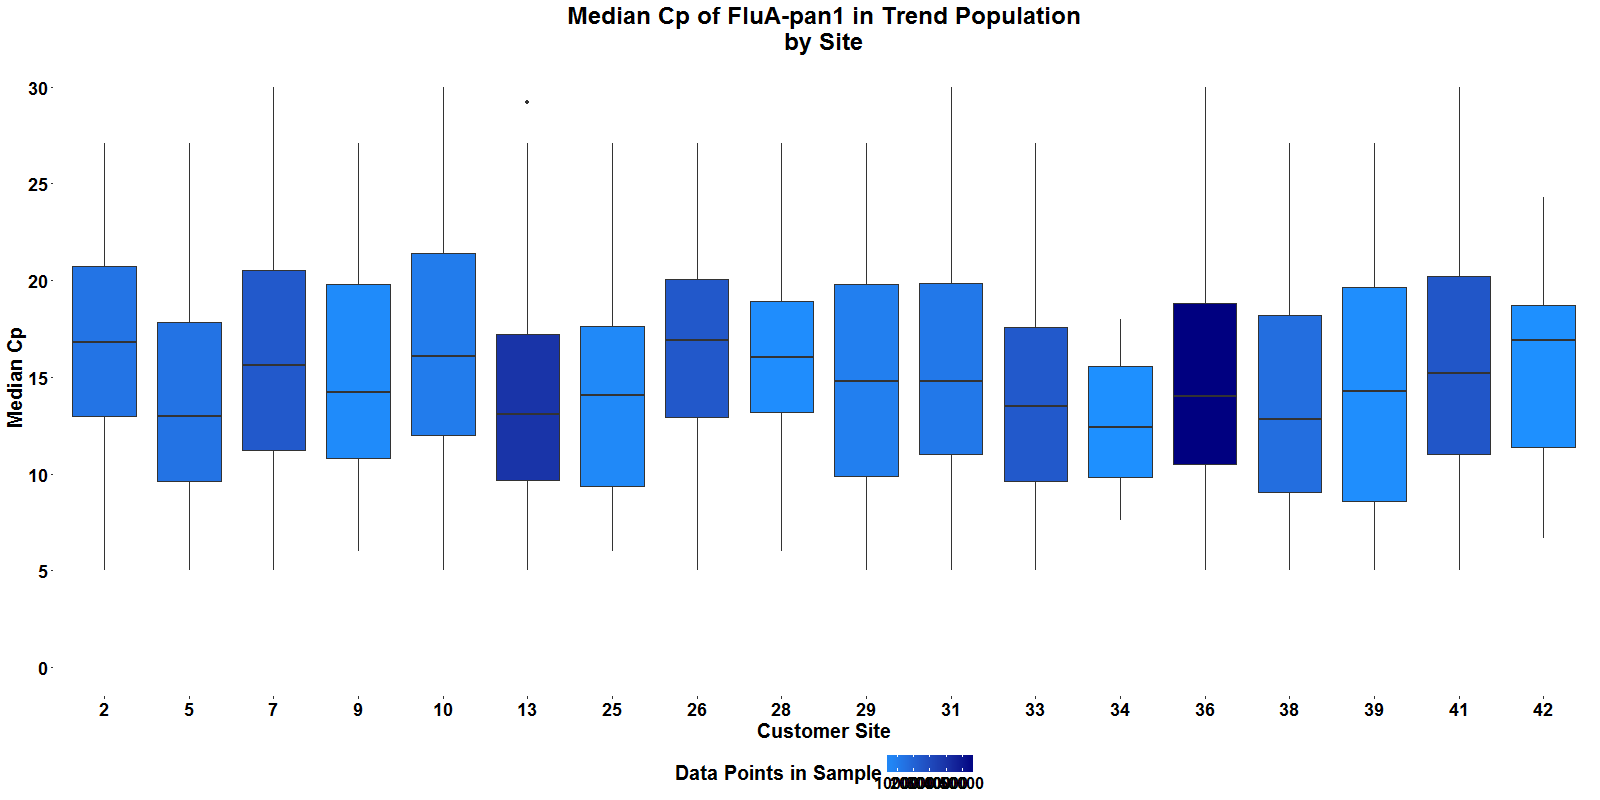 Median Cp of FluA-pan1 in Trend Population
by Site
Median Cp
30
25
20
15
10
5
0
2 5 7 9 10 13 25 26 28 29 31 33 34 36 38 39 41 42
Customer Site
Data Points in Sample